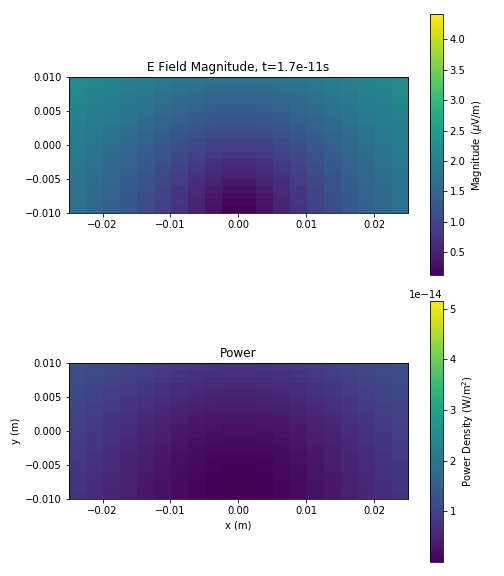 E Field Magnitude, t=1.7e-11s
0.010
0.005
0.000
−0.005
−0.010
−0.02 −0.01 0.00 0.01 0.02
4.0
3.5
3.0
2.5
2.0
1.5
1.0
0.5
Magnitude (μV/m)
Power
0.010
0.005
0.000
−0.005
−0.010
y (m)
−0.02 −0.01 0.00 0.01 0.02
x (m)
1e−14
5
4
3
2
1
Power Density (W/m²)